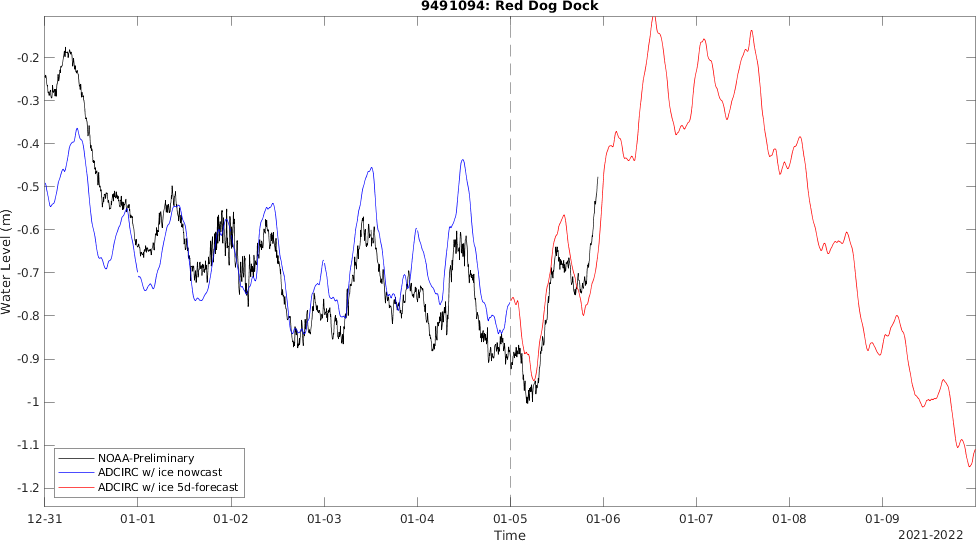 9491094: Red Dog Dock
Water Level (m)
-0.2
-0.3
-0.4
-0.5
-0.6
-0.7
-0.8
-0.9
-1
-1.1
-1.2
NOAA-Preliminary
ADCIRC w/ ice nowcast
ADCIRC w/ ice 5d-forecast
12-31 01-01 01-02 01-03 01-04 01-05 01-06 01-07 01-08 01-09
Time
2021-2022